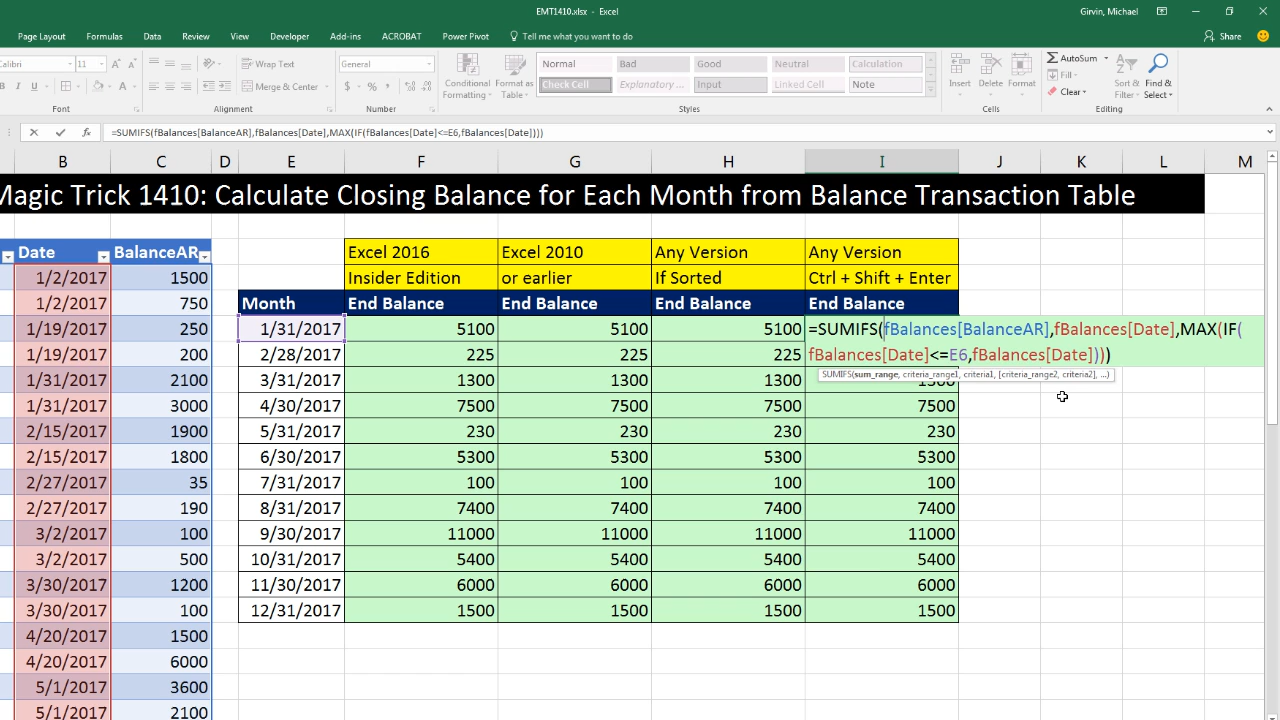 EMT1410.xlsx - Excel
Girvin, Michael
Page Layout Formulas Data Review View Developer Add-ins ACROBAT Power Pivot Tell me what you want to do Share
Calibri 11 Wrap Text General Conditional Format as Normal Bad Good Neutral Calculation Insert Delete Format AutoSum Sort & Find &
B I U Merge & Center $ % Formatting Table Check Cell Explanatory ... Input Linked Cell Note Fill Filter Select
Clear
Font Alignment Number Styles Cells Editing
=SUMIFS(fBalances[BalanceAR],fBalances[Date],MAX(IF(fBalances[Date]<=E6,fBalances[Date])))
B C D E F G H I J K L M
Magic Trick 1410: Calculate Closing Balance for Each Month from Balance Transaction Table
Date BalanceAR Excel 2016 Excel 2010 Any Version Any Version
1/2/2017 1500 Insider Edition or earlier If Sorted Ctrl + Shift + Enter
1/2/2017 750 Month End Balance End Balance End Balance End Balance
1/19/2017 250 1/31/2017 5100 5100 5100 =SUMIFS(fBalances[BalanceAR],fBalances[Date],MAX(IF(
1/19/2017 200 2/28/2017 225 225 225 fBalances[Date]<=E6,fBalances[Date])))
SUMIFS(sum_range, criteria_range1, criteria1, [criteria_range2, criteria2], ...)
1/31/2017 2100 3/31/2017 1300 1300 1300 1300
1/31/2017 3000 4/30/2017 7500 7500 7500 7500
2/15/2017 1900 5/31/2017 230 230 230 230
2/15/2017 1800 6/30/2017 5300 5300 5300 5300
2/27/2017 35 7/31/2017 100 100 100 100
2/27/2017 190 8/31/2017 7400 7400 7400 7400
3/2/2017 100 9/30/2017 11000 11000 11000 11000
3/2/2017 500 10/31/2017 5400 5400 5400 5400
3/30/2017 1200 11/30/2017 6000 6000 6000 6000
3/30/2017 100 12/31/2017 1500 1500 1500 1500
4/20/2017 1500
4/20/2017 6000
5/1/2017 3600
5/1/2017 2100